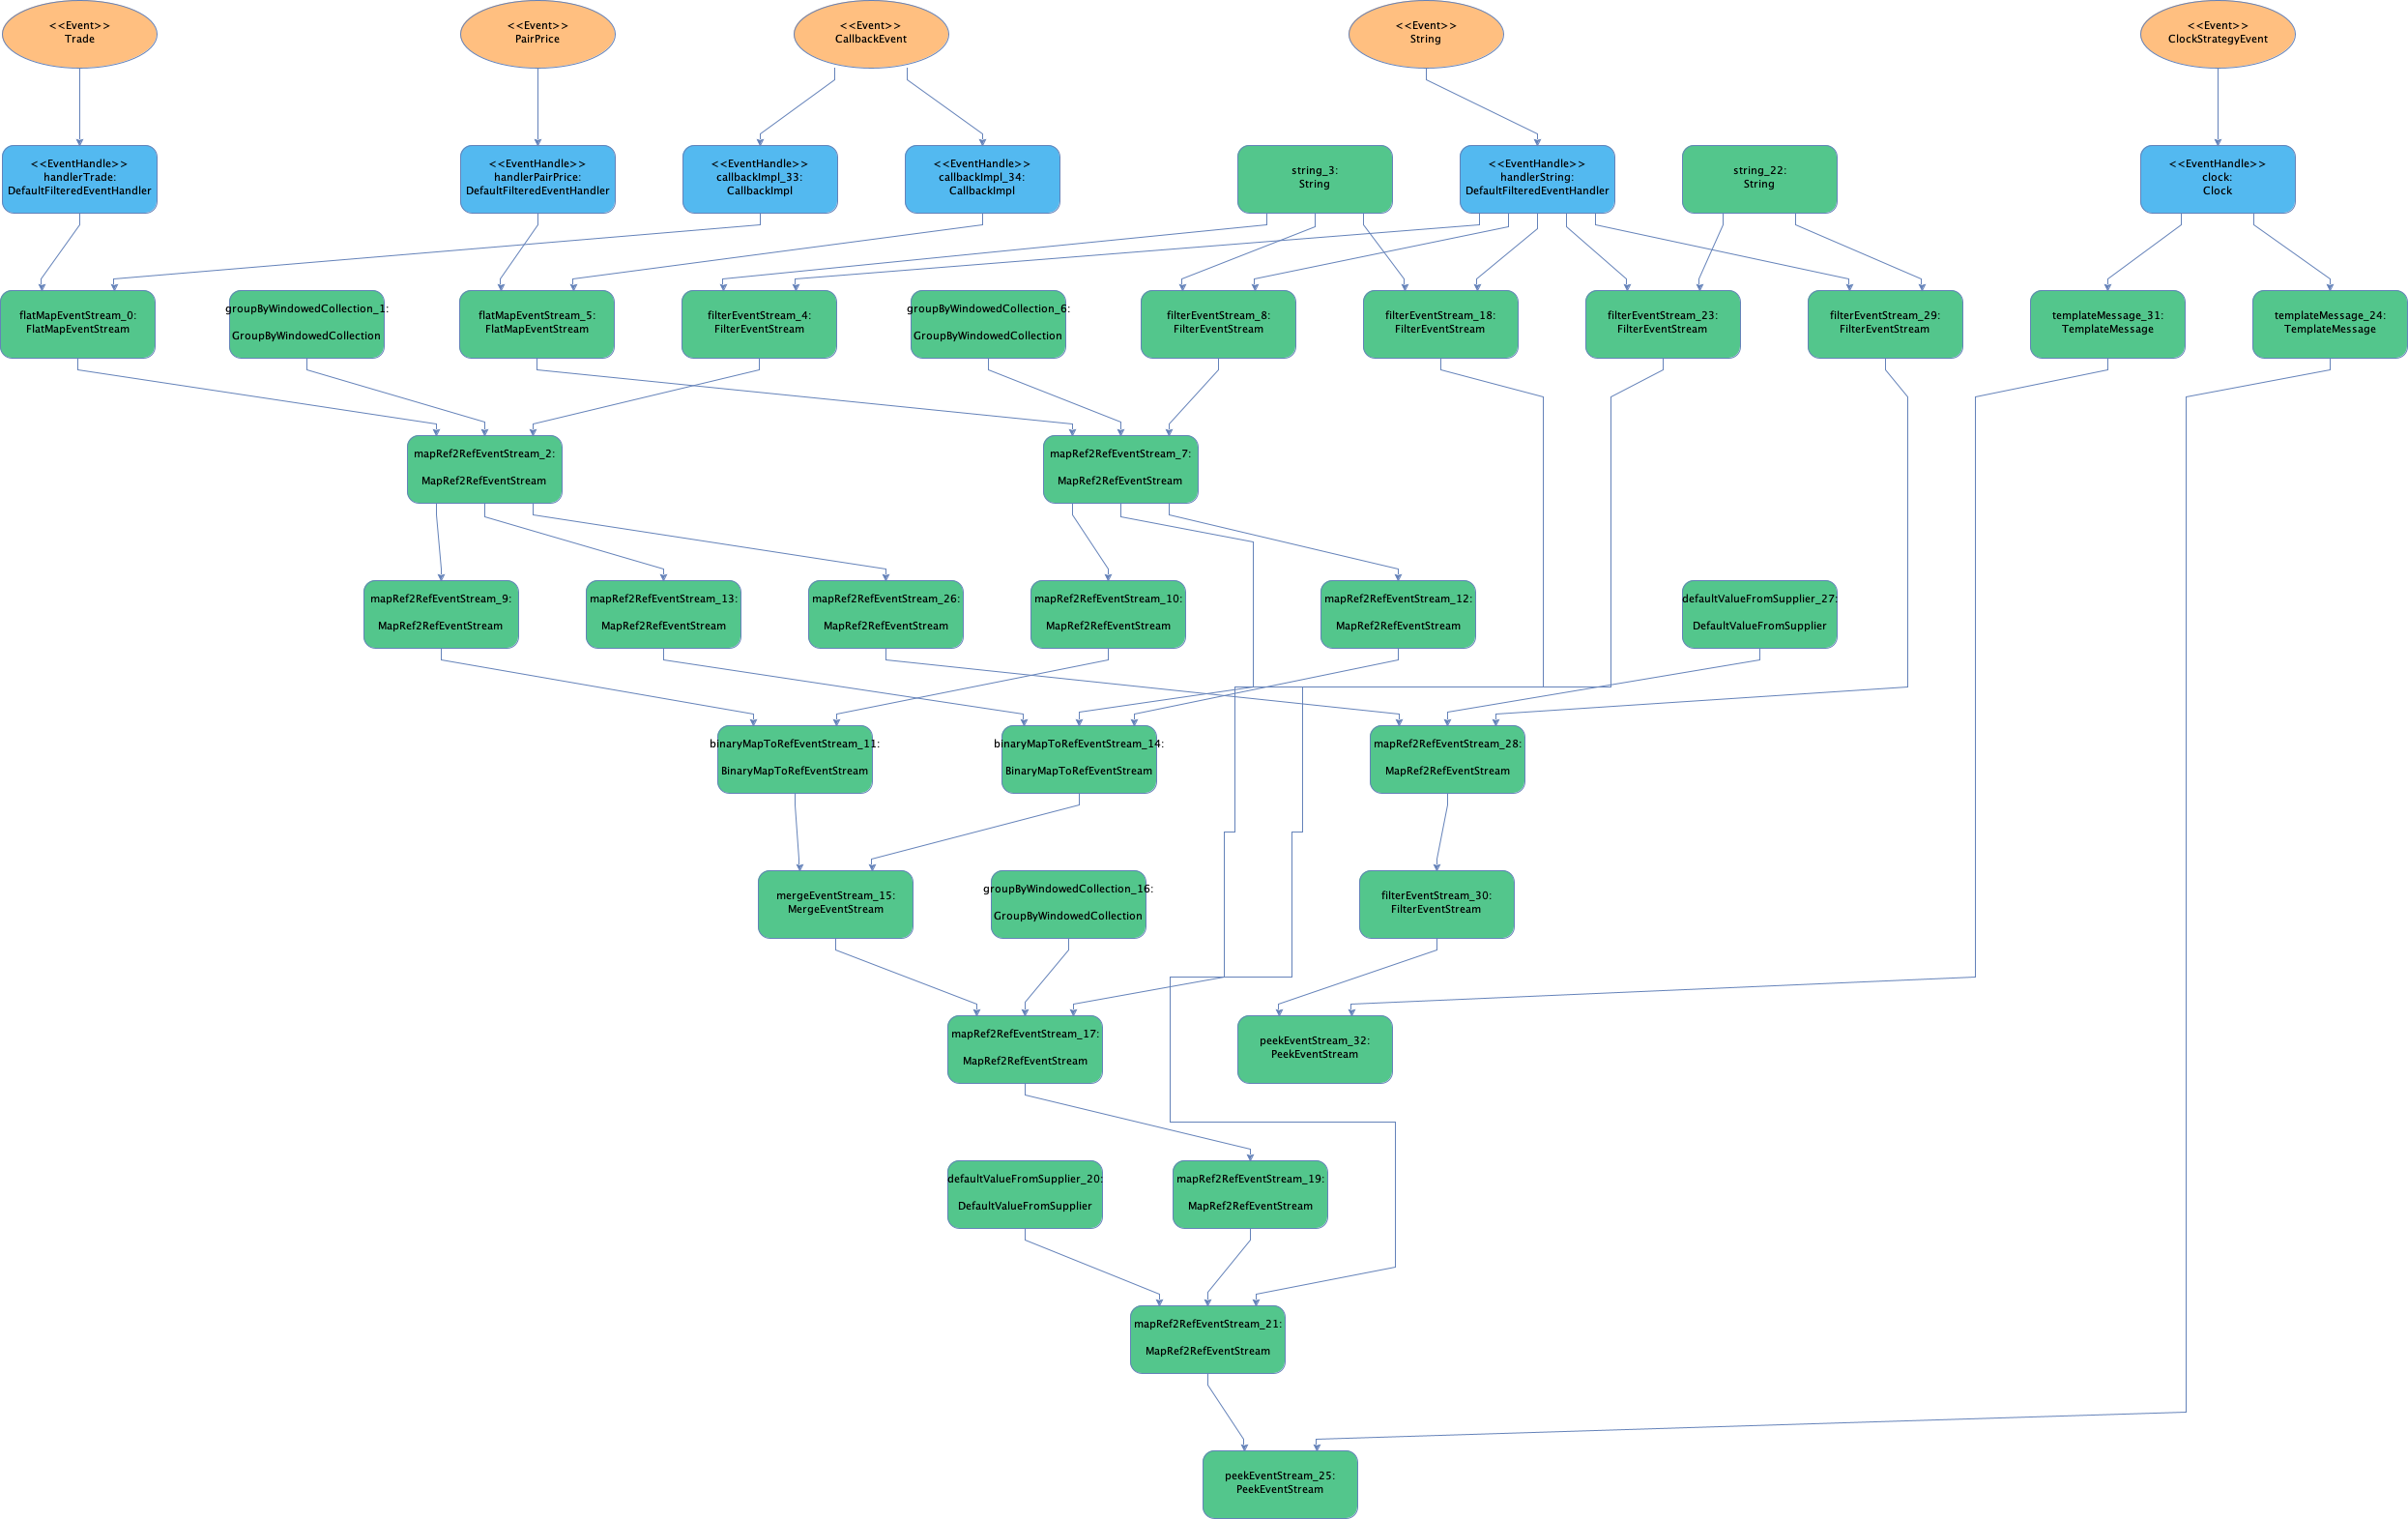 <<Event>>
Trade
<<Event>>
PairPrice
<<Event>>
CallbackEvent
<<Event>>
String
<<Event>>
ClockStrategyEvent
<<EventHandle>>
handlerTrade:
DefaultFilteredEventHandler
<<EventHandle>>
handlerPairPrice:
DefaultFilteredEventHandler
<<EventHandle>>
callbackImpl_33:
CallbackImpl
<<EventHandle>>
callbackImpl_34:
CallbackImpl
string_3:
String
<<EventHandle>>
handlerString:
DefaultFilteredEventHandler
string_22:
String
<<EventHandle>>
clock:
Clock
flatMapEventStream_0:
FlatMapEventStream
groupByWindowedCollection_1:
GroupByWindowedCollection
flatMapEventStream_5:
FlatMapEventStream
filterEventStream_4:
FilterEventStream
groupByWindowedCollection_6:
GroupByWindowedCollection
filterEventStream_8:
FilterEventStream
filterEventStream_18:
FilterEventStream
filterEventStream_23:
FilterEventStream
filterEventStream_29:
FilterEventStream
templateMessage_31:
TemplateMessage
templateMessage_24:
TemplateMessage
mapRef2RefEventStream_2:
MapRef2RefEventStream
mapRef2RefEventStream_7:
MapRef2RefEventStream
mapRef2RefEventStream_9:
MapRef2RefEventStream
mapRef2RefEventStream_13:
MapRef2RefEventStream
mapRef2RefEventStream_26:
MapRef2RefEventStream
mapRef2RefEventStream_10:
MapRef2RefEventStream
mapRef2RefEventStream_12:
MapRef2RefEventStream
defaultValueFromSupplier_27:
DefaultValueFromSupplier
binaryMapToRefEventStream_11:
BinaryMapToRefEventStream
binaryMapToRefEventStream_14:
BinaryMapToRefEventStream
mapRef2RefEventStream_28:
MapRef2RefEventStream
mergeEventStream_15:
MergeEventStream
groupByWindowedCollection_16:
GroupByWindowedCollection
filterEventStream_30:
FilterEventStream
mapRef2RefEventStream_17:
MapRef2RefEventStream
peekEventStream_32:
PeekEventStream
defaultValueFromSupplier_20:
DefaultValueFromSupplier
mapRef2RefEventStream_19:
MapRef2RefEventStream
mapRef2RefEventStream_21:
MapRef2RefEventStream
peekEventStream_25:
PeekEventStream